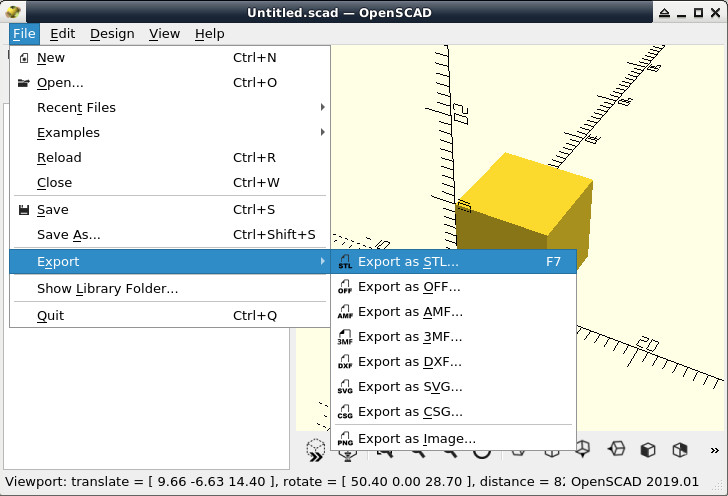 Untitled.scad — OpenSCAD
File Edit Design View Help
New Ctrl+N
Open... Ctrl+O
Recent Files
Examples
Reload Ctrl+R
Close Ctrl+W
Save Ctrl+S
Save As... Ctrl+Shift+S
Export
Show Library Folder...
Quit Ctrl+Q
Export as STL... F7
Export as OFF...
Export as AMF...
Export as 3MF...
Export as DXF...
Export as SVG...
Export as CSG...
Export as Image...
STL
OFF
AMF
3MF
DXF
SVG
CSG
PNG
20
Viewport: translate = [ 9.66 -6.63 14.40 ], rotate = [ 50.40 0.00 28.70 ], distance = 8 OpenSCAD 2019.01